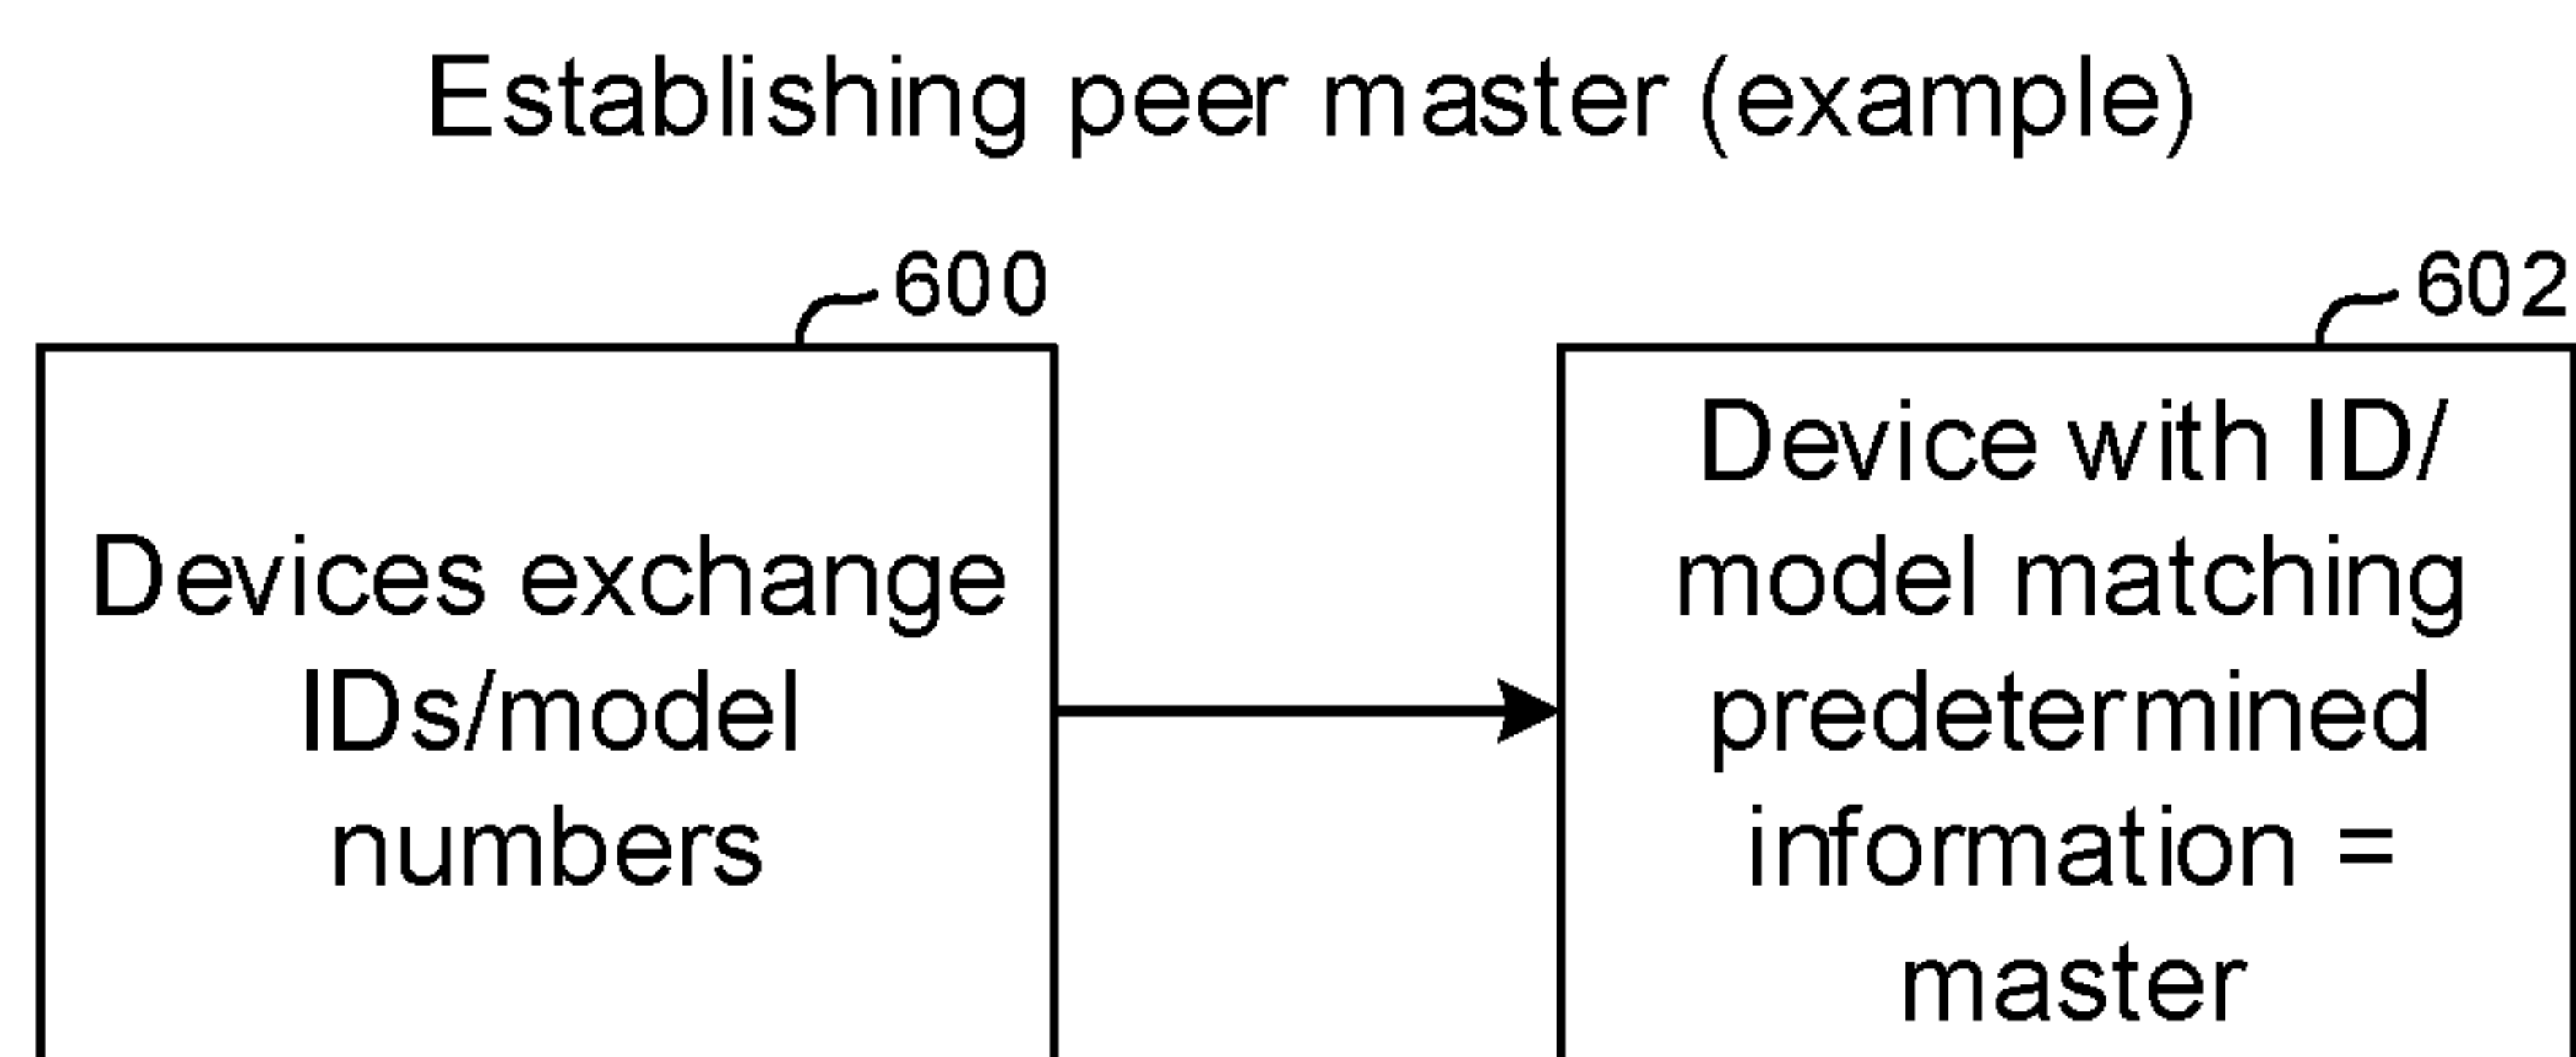 Establishing peer master (example)
600
602
Devices exchange
IDs/model
numbers
Device with ID/
model matching
predetermined
information =
master